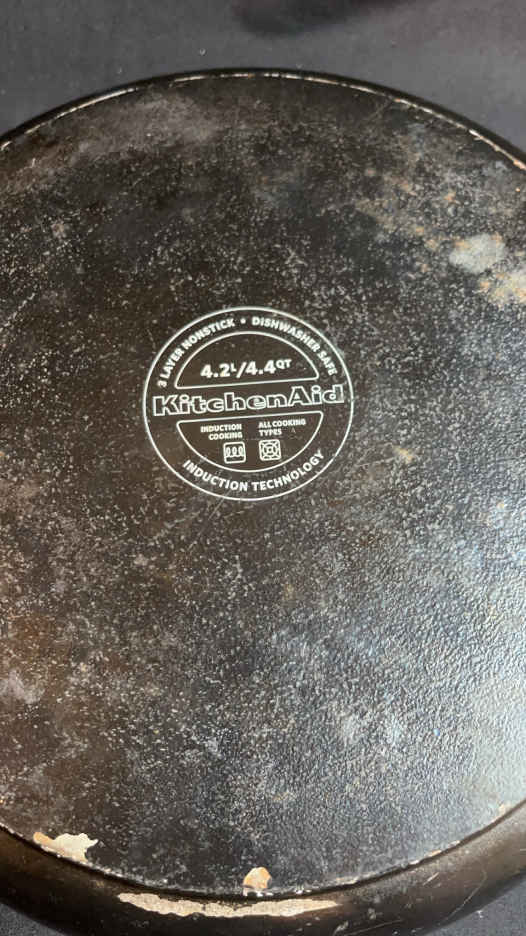 3 LAYER NONSTICK • DISHWASHER SAFE
4.2L/4.4QT
KitchenAid
INDUCTION
COOKING
ALL COOKING
TYPES
INDUCTION TECHNOLOGY